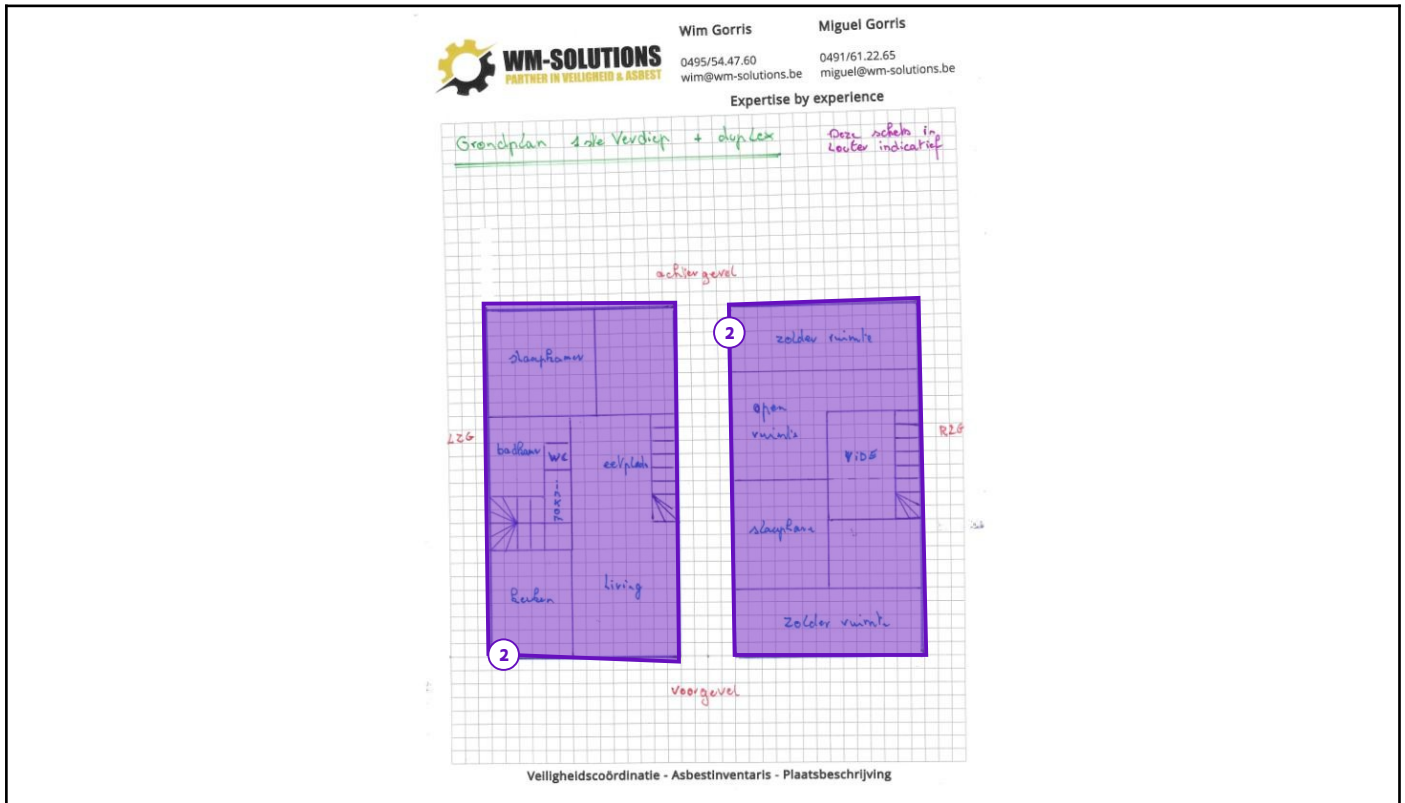 WM-SOLUTIONS
PARTNER IN VEILIGHEID & ASBEST
Wim Gorris
0495/54.47.60
wim@wm-solutions.be
Miguel Gorris
0491/61.22.65
miguel@wm-solutions.be
Expertise by experience
Grondplan 1ste Verdiep + duplex
Deze schets is
Louter indicatief
achtergevel
2
zolder ruimte
slaapkamer
open
ruimte
LZG
RZG
badkamer
WC
eetplaats
ViDE
inkom
slaapkamer
living
keuken
zolder ruimte
2
voorgevel
Veiligheidscoördinatie - Asbestinventaris - Plaatsbeschrijving